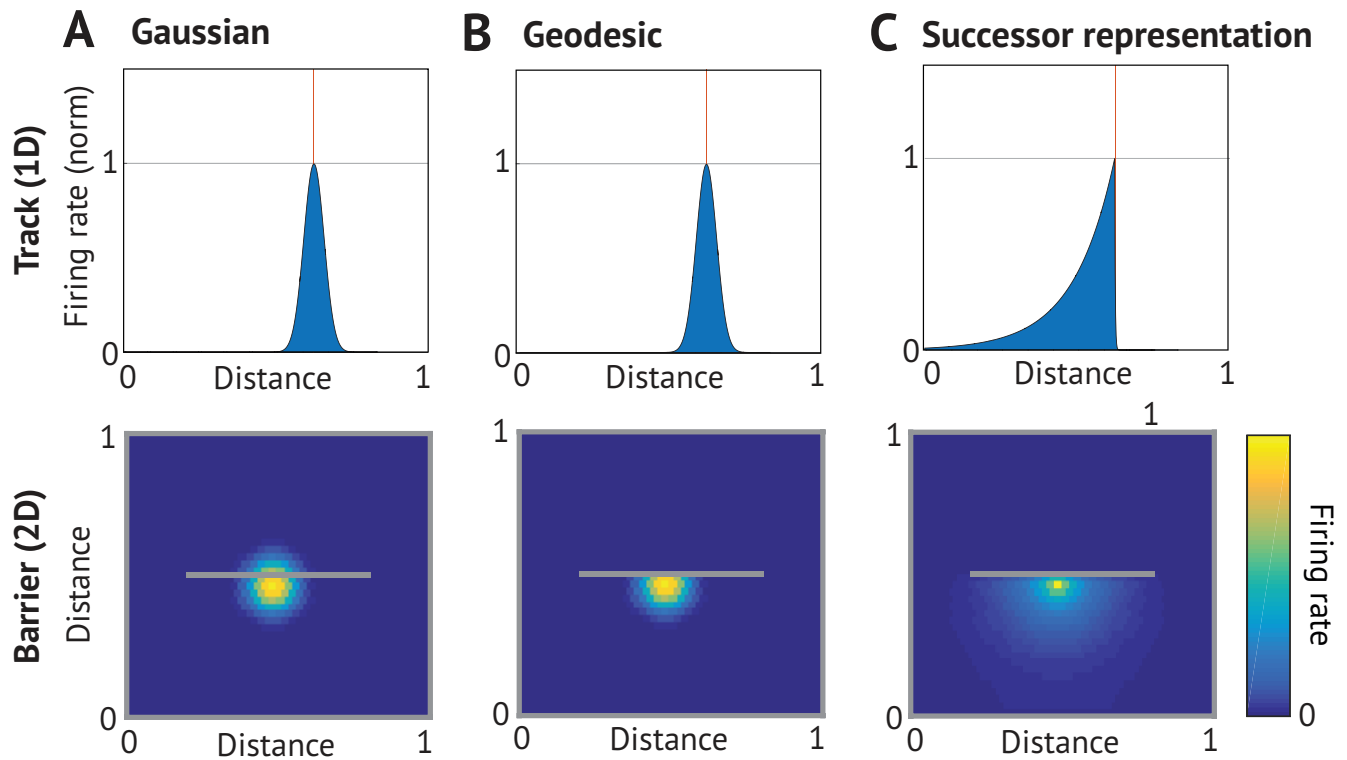 A Gaussian
B Geodesic
C Successor representation
Track (1D)
Firing rate (norm)
1
0
0 Distance 1
1
0
0 Distance 1
1
0
0 Distance 1
Barrier (2D)
Distance
1
0
0 Distance 1
1
0
0 Distance 1
1
0
0 Distance 1
1
0
Firing rate